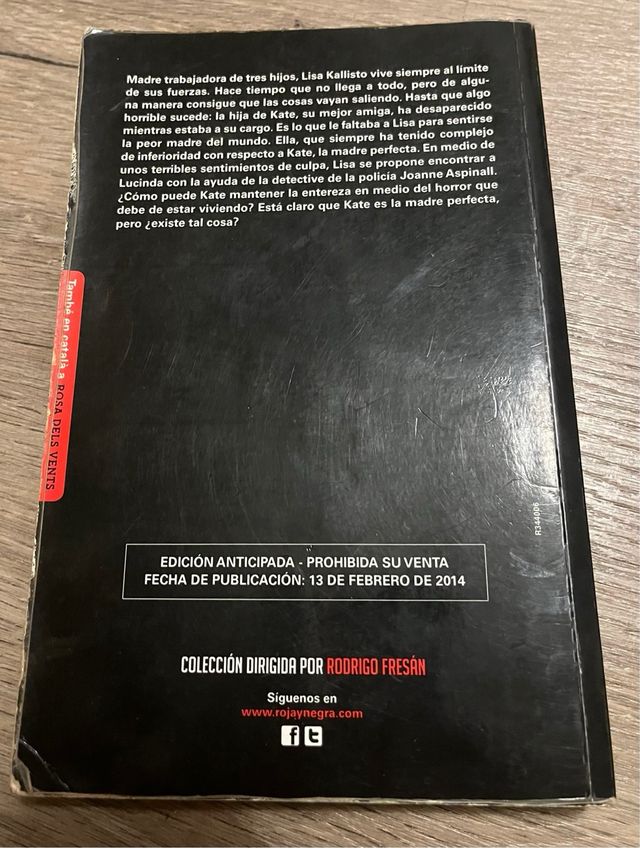 Madre trabajadora de tres hijos, Lisa Kallisto vive siempre al límite
de sus fuerzas. Hace tiempo que no llega a todo, pero de algu-
na manera consigue que las cosas vayan saliendo. Hasta que algo
horrible sucede: la hija de Kate, su mejor amiga, ha desaparecido
mientras estaba a su cargo. Es lo que le faltaba a Lisa para sentirse
la peor madre del mundo. Ella, que siempre ha tenido complejo
de inferioridad con respecto a Kate, la madre perfecta. En medio de
unos terribles sentimientos de culpa, Lisa se propone encontrar a
Lucinda con la ayuda de la detective de la policía Joanne Aspinall.
¿Cómo puede Kate mantener la entereza en medio del horror que
debe de estar viviendo? Está claro que Kate es la madre perfecta,
pero ¿existe tal cosa?
També en català a ROSA DELS VENTS
R344006
EDICIÓN ANTICIPADA - PROHIBIDA SU VENTA
FECHA DE PUBLICACIÓN: 13 DE FEBRERO DE 2014
COLECCIÓN DIRIGIDA POR RODRIGO FRESÁN
Síguenos en
www.rojaynegra.com
f t